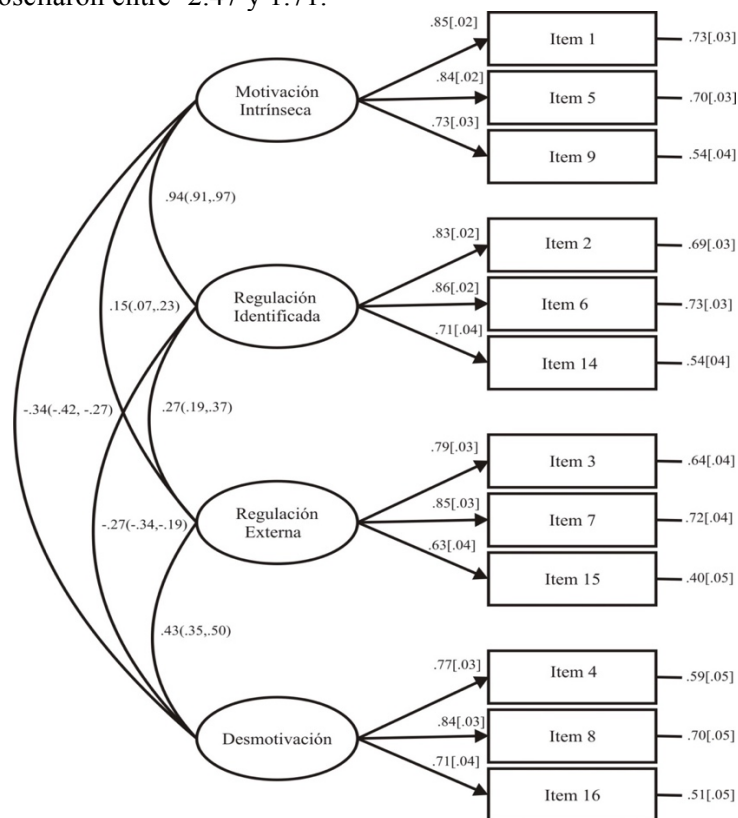 entre -2.47 y 1.71.
Motivación
Intrínseca
.85[.02]
Item 1
.73[.03]
.84[.02]
Item 5
.70[.03]
.73[.03]
Item 9
.54[.04]
.94(.91,.97)
Regulación
Identificada
.83[.02]
Item 2
.69[.03]
.86[.02]
Item 6
.73[.03]
.71[.04]
Item 14
.54[04]
.15(.07,.23)
-.34(-.42, -.27)
.27(.19,.37)
Regulación
Externa
.79[.03]
Item 3
.64[.04]
.85[.03]
Item 7
.72[.04]
.63[.04]
Item 15
.40[.05]
-.27(-.34,-.19)
.43(.35,.50)
Desmotivación
.77[.03]
Item 4
.59[.05]
.84[.03]
Item 8
.70[.05]
.71[.04]
Item 16
.51[.05]